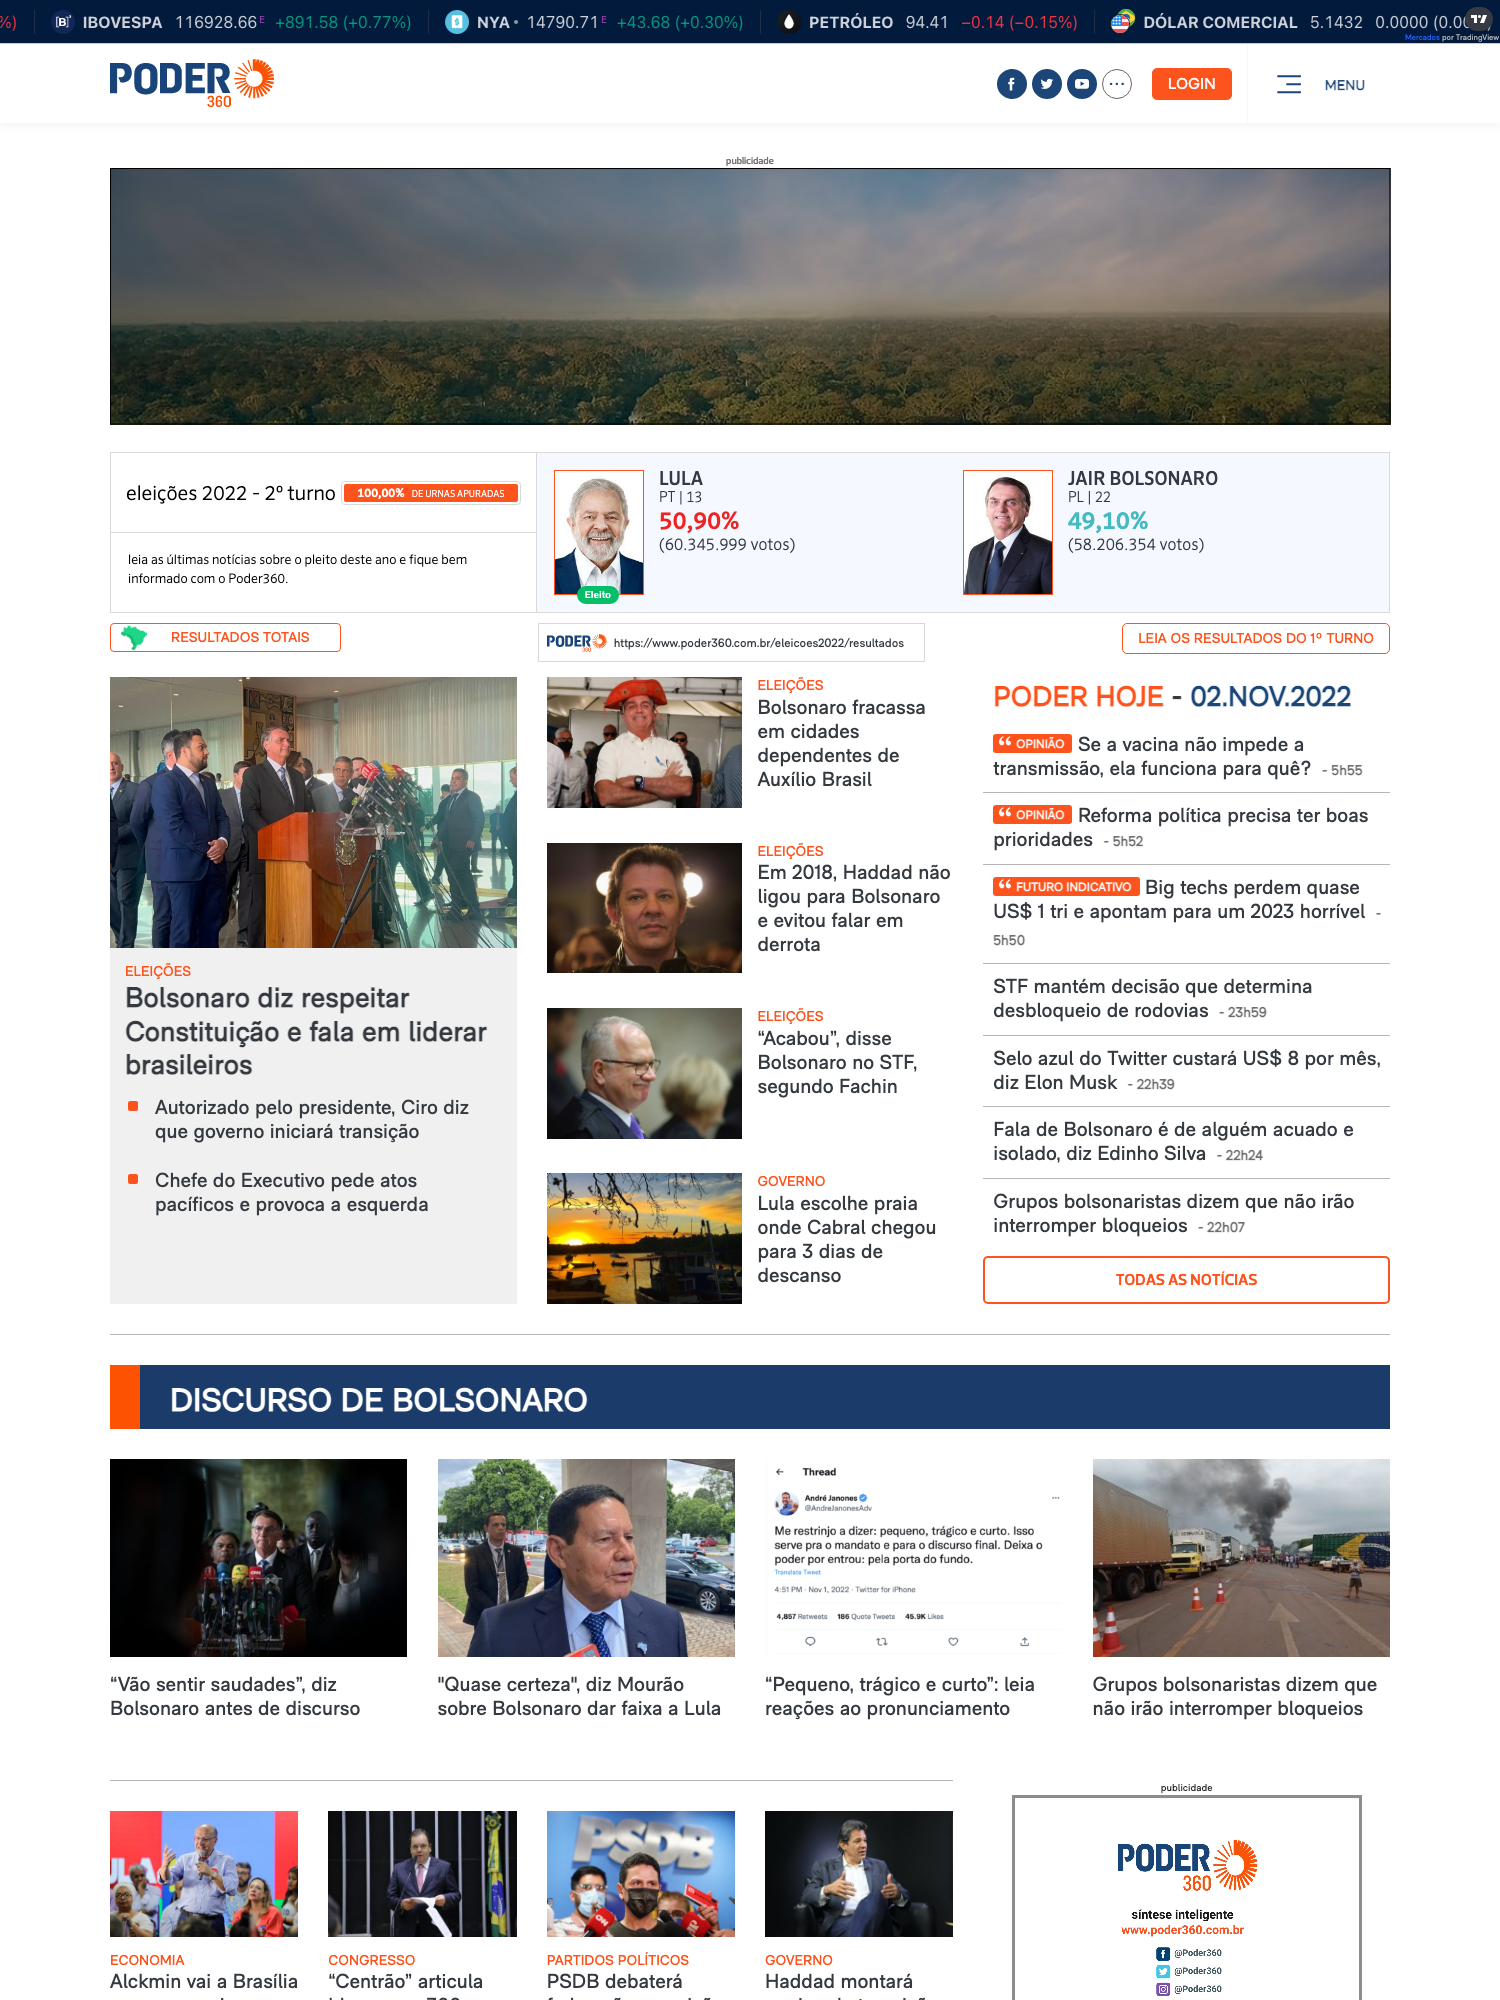 %)
IBOVESPA 116928.66 E +891.58 (+0.77%)
NYA 14790.71 E +43.68 (+0.30%)
PETRÓLEO 94.41 −0.14 (−0.15%)
DÓLAR COMERCIAL 5.1432 0.0000 (0.00
Mercados por TradingView
PODER
360
LOGIN
MENU
publicidade
eleições 2022 - 2º turno
100,00% DE URNAS APURADAS
leia as últimas notícias sobre o pleito deste ano e fique bem
informado com o Poder360.
LULA
PT | 13
50,90%
(60.345.999 votos)
Eleito
JAIR BOLSONARO
PL | 22
49,10%
(58.206.354 votos)
RESULTADOS TOTAIS
PODER
360
https://www.poder360.com.br/eleicoes2022/resultados
LEIA OS RESULTADOS DO 1º TURNO
ELEIÇÕES
Bolsonaro diz respeitar
Constituição e fala em liderar
brasileiros
Autorizado pelo presidente, Ciro diz
que governo iniciará transição
Chefe do Executivo pede atos
pacíficos e provoca a esquerda
ELEIÇÕES
Bolsonaro fracassa
em cidades
dependentes de
Auxílio Brasil
ELEIÇÕES
Em 2018, Haddad não
ligou para Bolsonaro
e evitou falar em
derrota
ELEIÇÕES
“Acabou”, disse
Bolsonaro no STF,
segundo Fachin
GOVERNO
Lula escolhe praia
onde Cabral chegou
para 3 dias de
descanso
PODER HOJE - 02.NOV.2022
“ OPINIÃO Se a vacina não impede a
transmissão, ela funciona para quê? - 5h55
“ OPINIÃO Reforma política precisa ter boas
prioridades - 5h52
“ FUTURO INDICATIVO Big techs perdem quase
US$ 1 tri e apontam para um 2023 horrível -
5h50
STF mantém decisão que determina
desbloqueio de rodovias - 23h59
Selo azul do Twitter custará US$ 8 por mês,
diz Elon Musk - 22h39
Fala de Bolsonaro é de alguém acuado e
isolado, diz Edinho Silva - 22h24
Grupos bolsonaristas dizem que não irão
interromper bloqueios - 22h07
TODAS AS NOTÍCIAS
DISCURSO DE BOLSONARO
“Vão sentir saudades”, diz
Bolsonaro antes de discurso
"Quase certeza", diz Mourão
sobre Bolsonaro dar faixa a Lula
Thread
André Janones
@AndreJanonesAdv
Me restrinjo a dizer: pequeno, trágico e curto. Isso
serve pra o mandato e para o discurso final. Deixa o
poder por entrou: pela porta do fundo.
Translate Tweet
4:51 PM · Nov 1, 2022 · Twitter for iPhone
4,857 Retweets 186 Quote Tweets 45.9K Likes
“Pequeno, trágico e curto”: leia
reações ao pronunciamento
Grupos bolsonaristas dizem que
não irão interromper bloqueios
ULA
ECONOMIA
Alckmin vai a Brasília
CONGRESSO
“Centrão” articula
PSDB
PARTIDOS POLÍTICOS
PSDB debaterá
GOVERNO
Haddad montará
publicidade
PODER
360
síntese inteligente
www.poder360.com.br
@Poder360
@Poder360
@Poder360